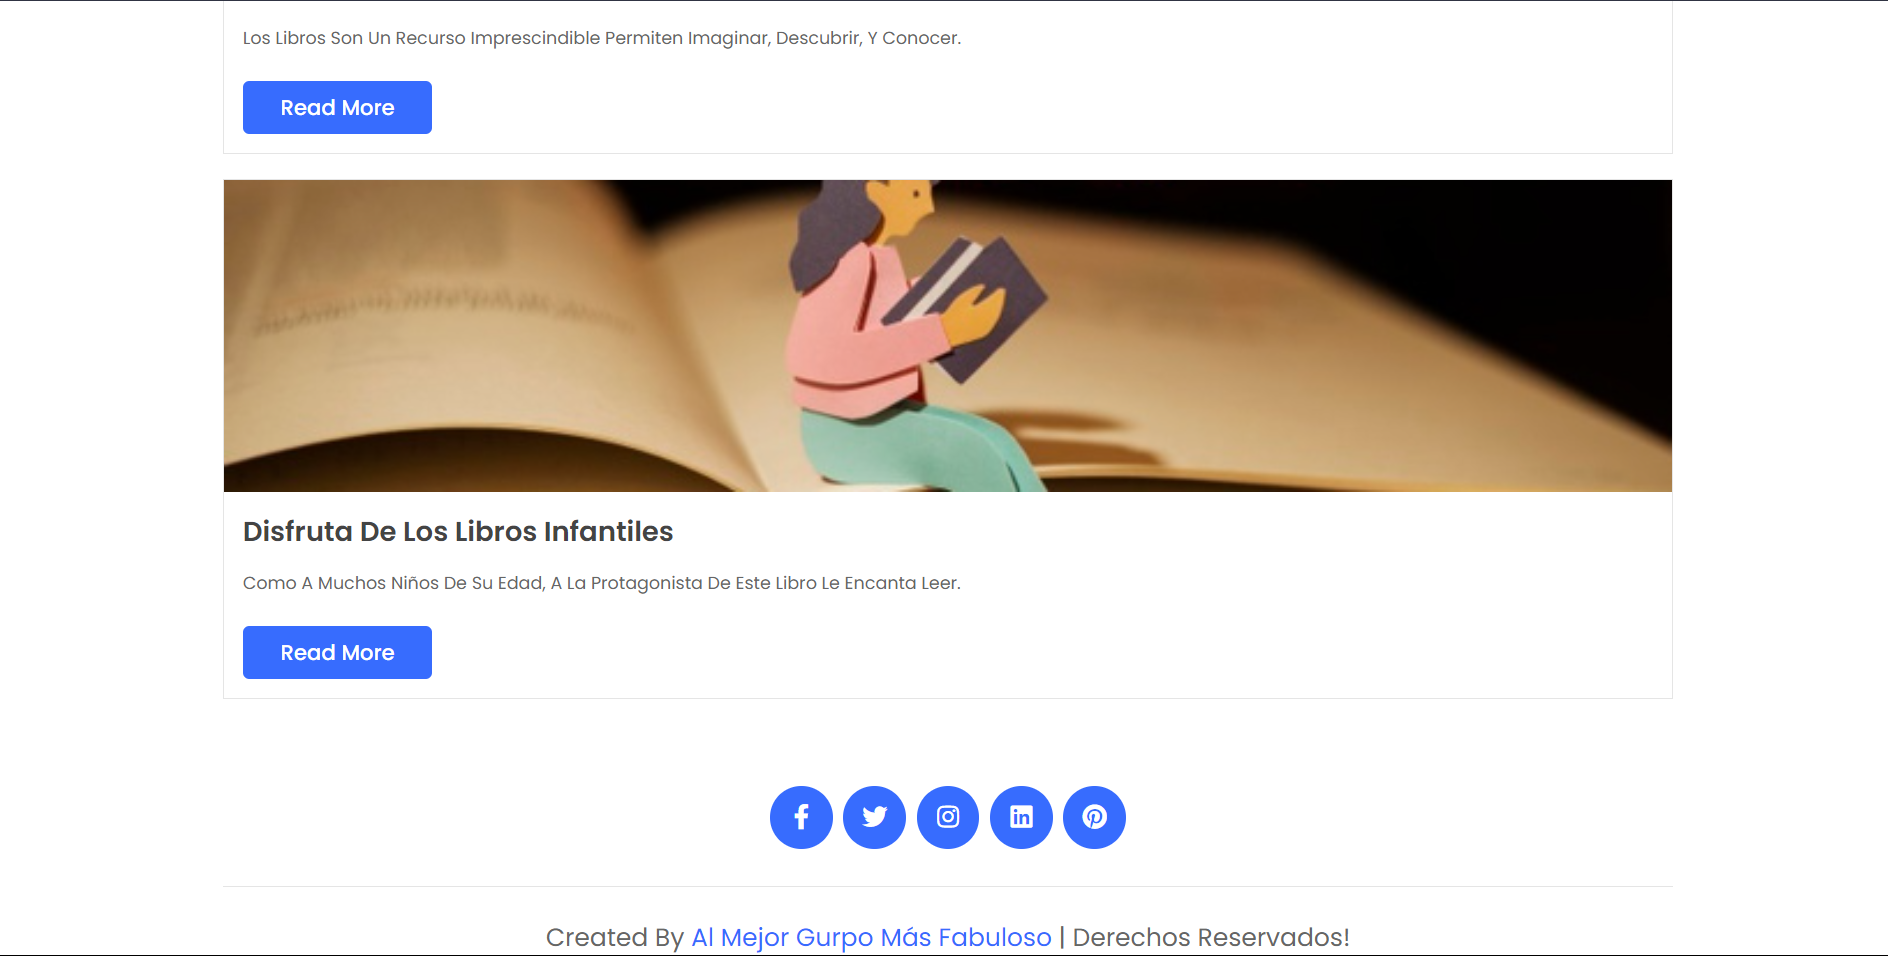 Los Libros Son Un Recurso Imprescindible Permiten Imaginar, Descubrir, Y Conocer.
Read More
Disfruta De Los Libros Infantiles
Como A Muchos Niños De Su Edad, A La Protagonista De Este Libro Le Encanta Leer.
Read More
Created By Al Mejor Gurpo Más Fabuloso | Derechos Reservados!